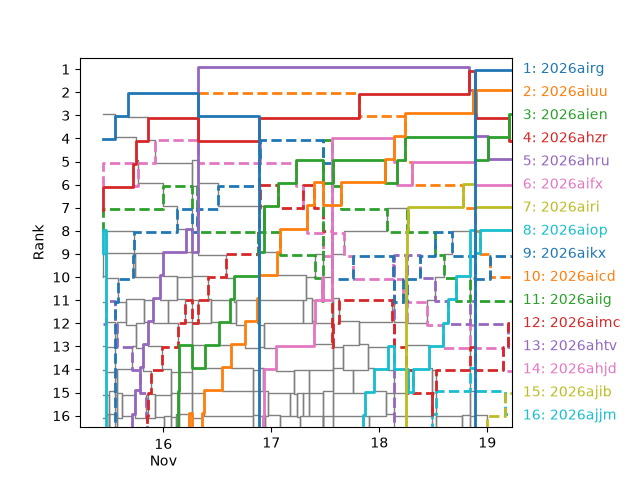 1
2
3
4
5
6
7
8
9
10
11
12
13
14
15
16
Rank
16
17
18
19
Nov
1: 2026airg
2: 2026aiuu
3: 2026aien
4: 2026ahzr
5: 2026ahru
6: 2026aifx
7: 2026airi
8: 2026aiop
9: 2026aikx
10: 2026aicd
11: 2026aiig
12: 2026aimc
13: 2026ahtv
14: 2026ahjd
15: 2026ajib
16: 2026ajjm